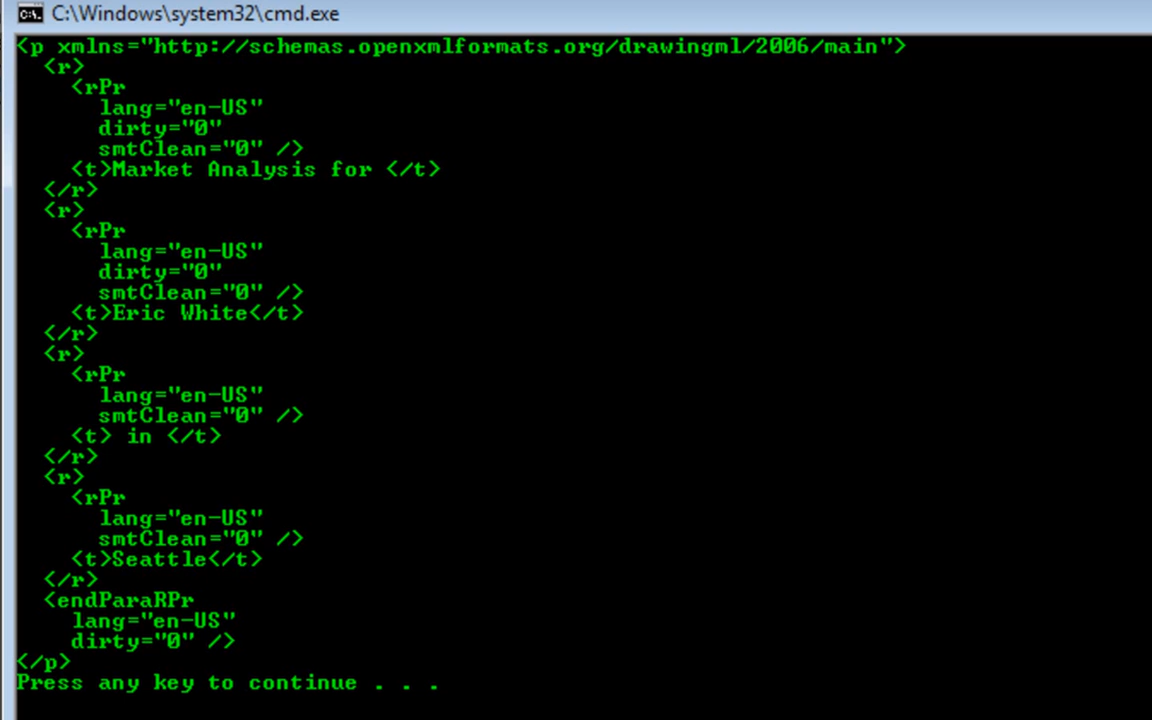 C:\Windows\system32\cmd.exe
<p xmlns="http://schemas.openxmlformats.org/drawingml/2006/main">
  <r>
    <rPr
      lang="en-US"
      dirty="0"
      smtClean="0" />
    <t>Market Analysis for </t>
  </r>
  <r>
    <rPr
      lang="en-US"
      dirty="0"
      smtClean="0" />
    <t>Eric White</t>
  </r>
  <r>
    <rPr
      lang="en-US"
      smtClean="0" />
    <t> in </t>
  </r>
  <r>
    <rPr
      lang="en-US"
      smtClean="0" />
    <t>Seattle</t>
  </r>
  <endParaRPr
    lang="en-US"
    dirty="0" />
</p>
Press any key to continue . . .